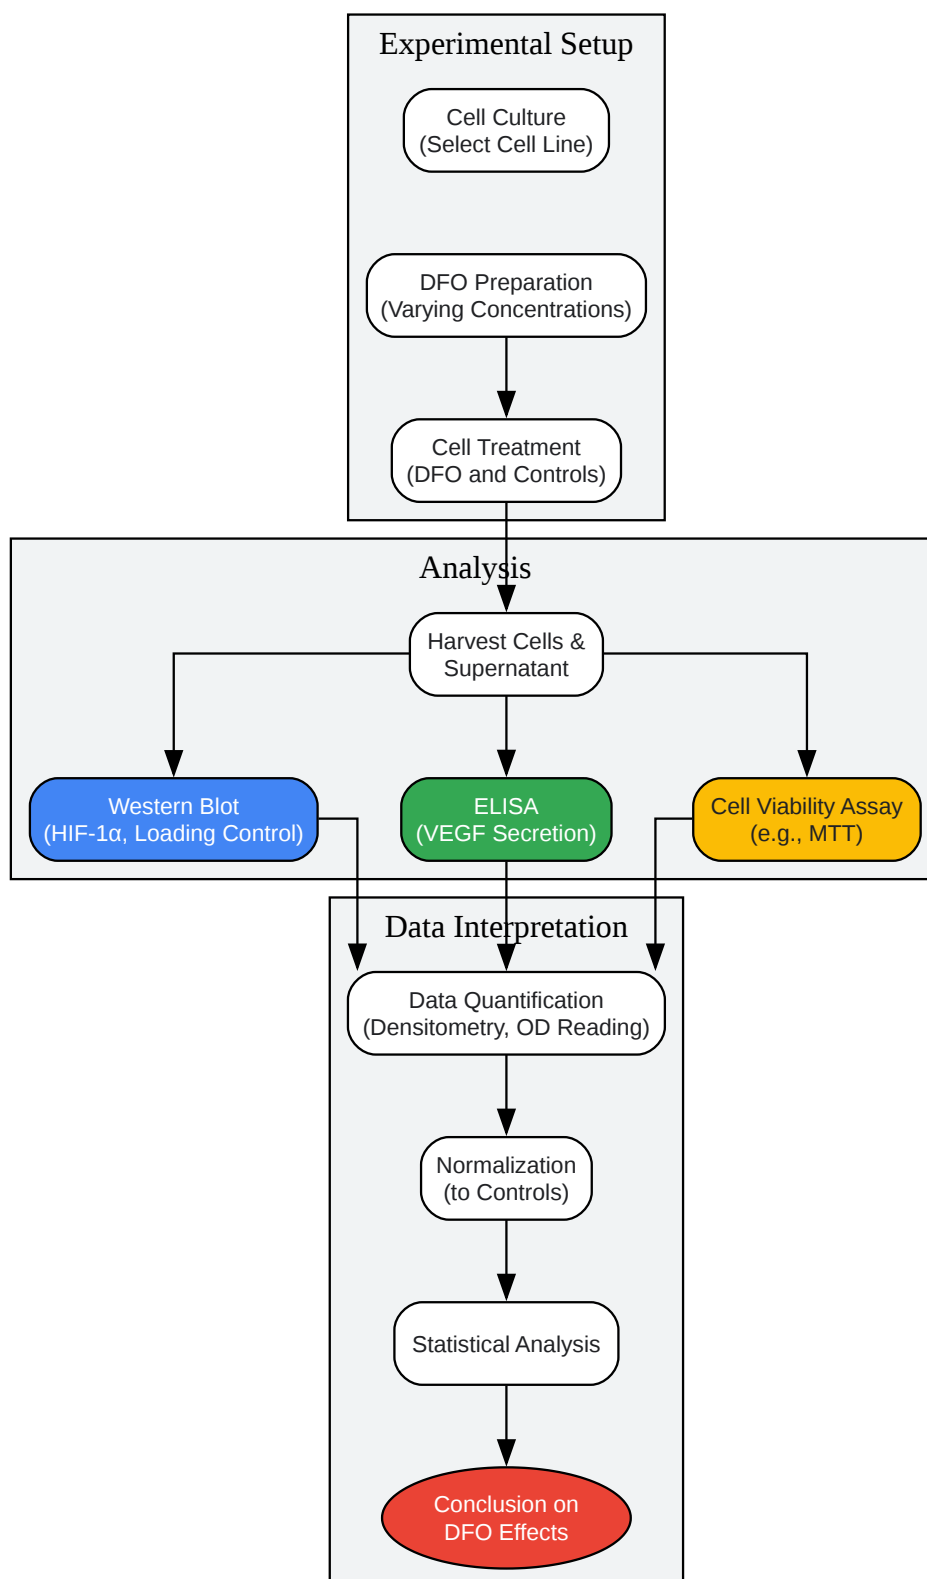 Experimental Setup
Cell Culture
(Select Cell Line)
DFO Preparation
(Varying Concentrations)
Cell Treatment
(DFO and Controls)
Analysis
Harvest Cells &
Supernatant
Western Blot
(HIF-1α, Loading Control)
ELISA
(VEGF Secretion)
Cell Viability Assay
(e.g., MTT)
Data Interpretation
Data Quantification
(Densitometry, OD Reading)
Normalization
(to Controls)
Statistical Analysis
Conclusion on
DFO Effects